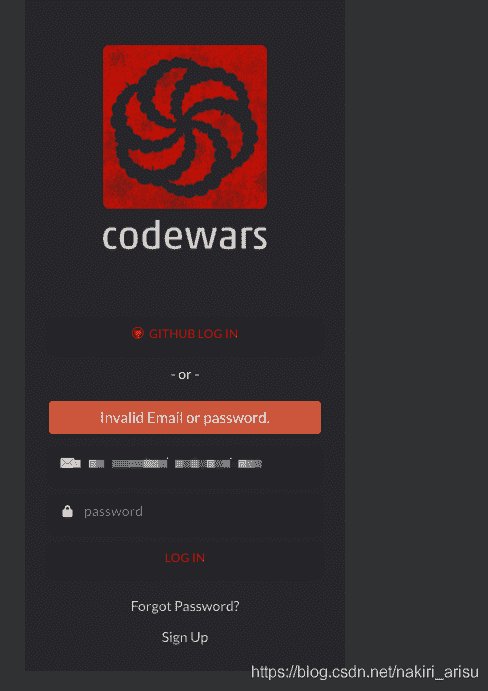 codewars
GITHUB LOG IN
- or -
Invalid Email or password.
password
LOG IN
Forgot Password?
Sign Up
https://blog.csdn.net/nakiri_arisu